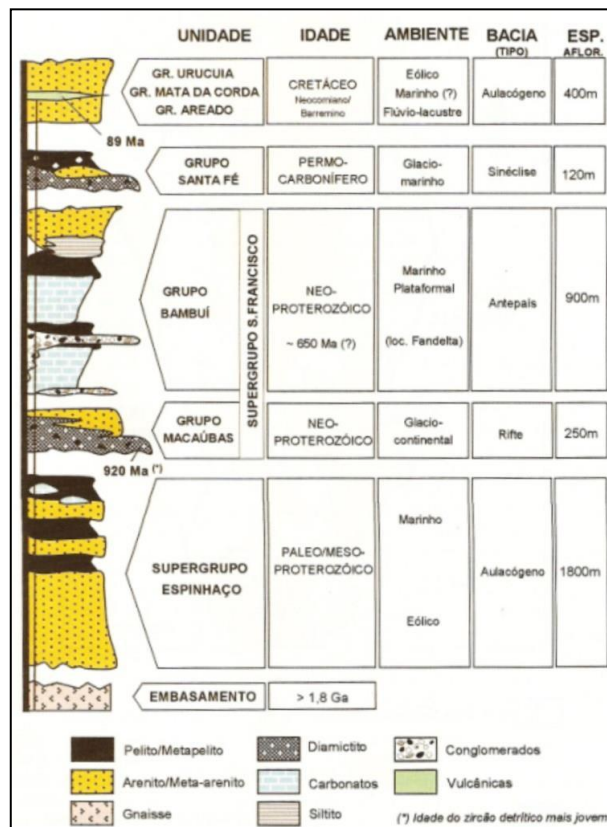 UNIDADE IDADE AMBIENTE BACIA ESP.
(TIPO) AFLOR.
GR. URUCUIA
GR. MATA DA CORDA
GR. AREADO
CRETÁCEO
Neocomiano/
Barremino
Eólico
Marinho (?)
Flúvio-lacustre
Aulacógeno
400m
89 Ma
GRUPO
SANTA FÉ
PERMO-
CARBONÍFERO
Glacio-
marinho
Sinéclise
120m
GRUPO
BAMBUÍ
SUPERGRUPO S.FRANCISCO
NEO-
PROTEROZÓICO
~ 650 Ma (?)
Marinho
Plataformal
(loc. Fandelta)
Antepaís
900m
GRUPO
MACAÚBAS
NEO-
PROTEROZÓICO
Glacio-
continental
Rifte
250m
920 Ma (*)
SUPERGRUPO
ESPINHAÇO
PALEO/MESO-
PROTEROZÓICO
Marinho
Eólico
Aulacógeno
1800m
EMBASAMENTO
> 1,8 Ga
Pelito/Metapelito
Diamictito
Conglomerados
Arenito/Meta-arenito
Carbonatos
Vulcânicas
Gnaisse
Siltito
(*) Idade do zircão detrítico mais jovem